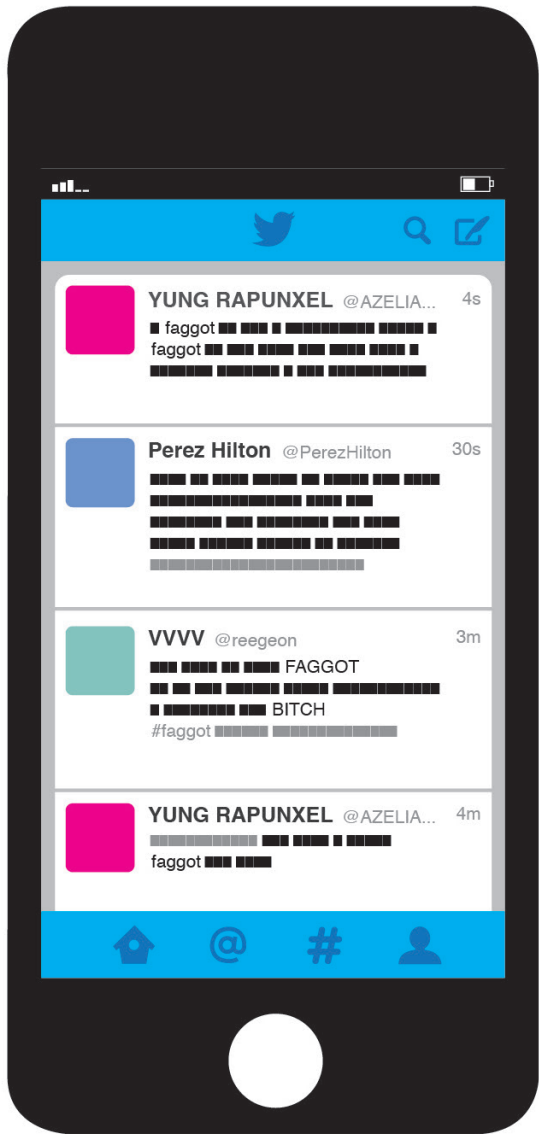 YUNG RAPUNXEL @AZELIA... 4s
faggot
faggot
Perez Hilton @PerezHilton 30s
VVVV @reegeon 3m
FAGGOT
BITCH
#faggot
YUNG RAPUNXEL @AZELIA... 4m
faggot
@ #